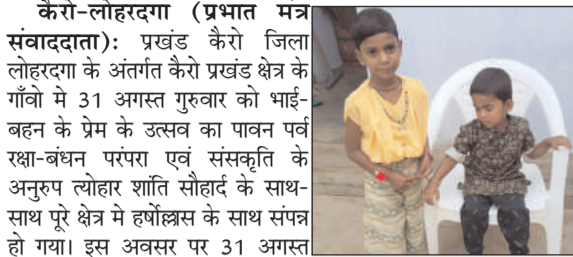 कैरो-लोहरदगा (प्रभात मंत्र
संवाददाता): प्रखंड कैरो जिला
लोहरदगा के अंतर्गत कैरो प्रखंड क्षेत्र के
गाँवो मे 31 अगस्त गुरुवार को भाई-
बहन के प्रेम के उत्सव का पावन पर्व
रक्षा-बंधन परंपरा एवं संसकृति के
अनुरुप त्योहार शांति सौहार्द के साथ-
साथ पूरे क्षेत्र मे हर्षोल्लास के साथ संपन्न
हो गया। इस अवसर पर 31 अगस्त